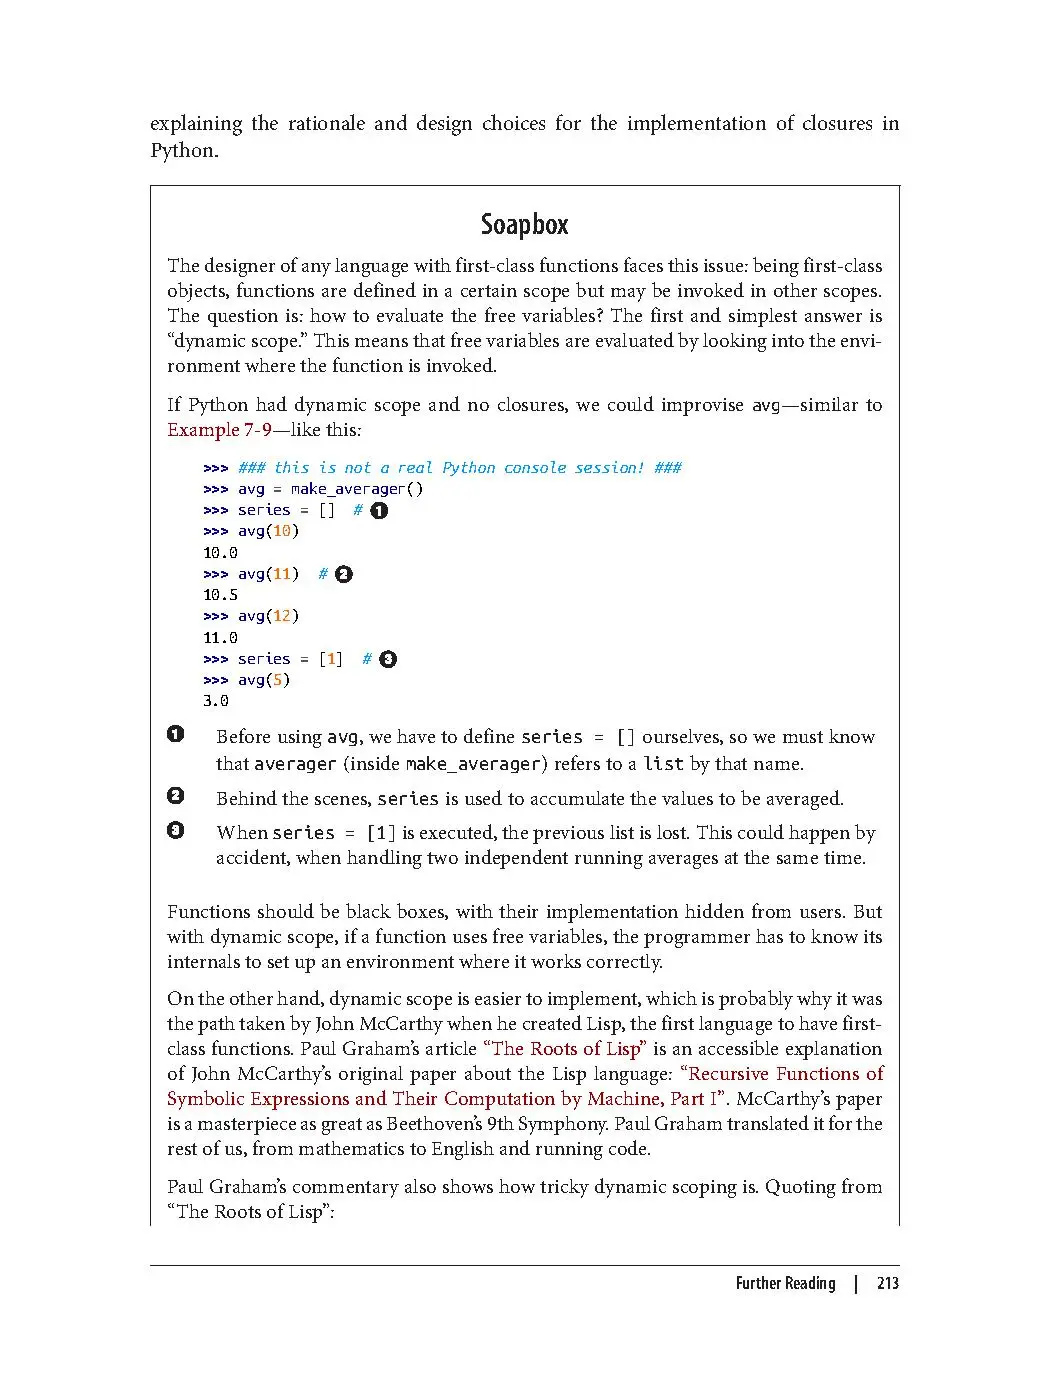 explaining the rationale and design choices for the implementation of closures in
Python.
Soapbox
The designer of any language with first-class functions faces this issue: being first-class
objects, functions are defined in a certain scope but may be invoked in other scopes.
The question is: how to evaluate the free variables? The first and simplest answer is
“dynamic scope.” This means that free variables are evaluated by looking into the envi-
ronment where the function is invoked.
If Python had dynamic scope and no closures, we could improvise avg—similar to
Example 7-9—like this:
>>> ### this is not a real Python console session! ###
>>> avg = make_averager()
>>> series = [] # 1
>>> avg(10)
10.0
>>> avg(11) # 2
10.5
>>> avg(12)
11.0
>>> series = [1] # 3
>>> avg(5)
3.0
1 Before using avg, we have to define series = [] ourselves, so we must know
that averager (inside make_averager) refers to a list by that name.
2 Behind the scenes, series is used to accumulate the values to be averaged.
3 When series = [1] is executed, the previous list is lost. This could happen by
accident, when handling two independent running averages at the same time.
Functions should be black boxes, with their implementation hidden from users. But
with dynamic scope, if a function uses free variables, the programmer has to know its
internals to set up an environment where it works correctly.
On the other hand, dynamic scope is easier to implement, which is probably why it was
the path taken by John McCarthy when he created Lisp, the first language to have first-
class functions. Paul Graham’s article “The Roots of Lisp” is an accessible explanation
of John McCarthy’s original paper about the Lisp language: “Recursive Functions of
Symbolic Expressions and Their Computation by Machine, Part I”. McCarthy’s paper
is a masterpiece as great as Beethoven’s 9th Symphony. Paul Graham translated it for the
rest of us, from mathematics to English and running code.
Paul Graham’s commentary also shows how tricky dynamic scoping is. Quoting from
“The Roots of Lisp”:
Further Reading | 213